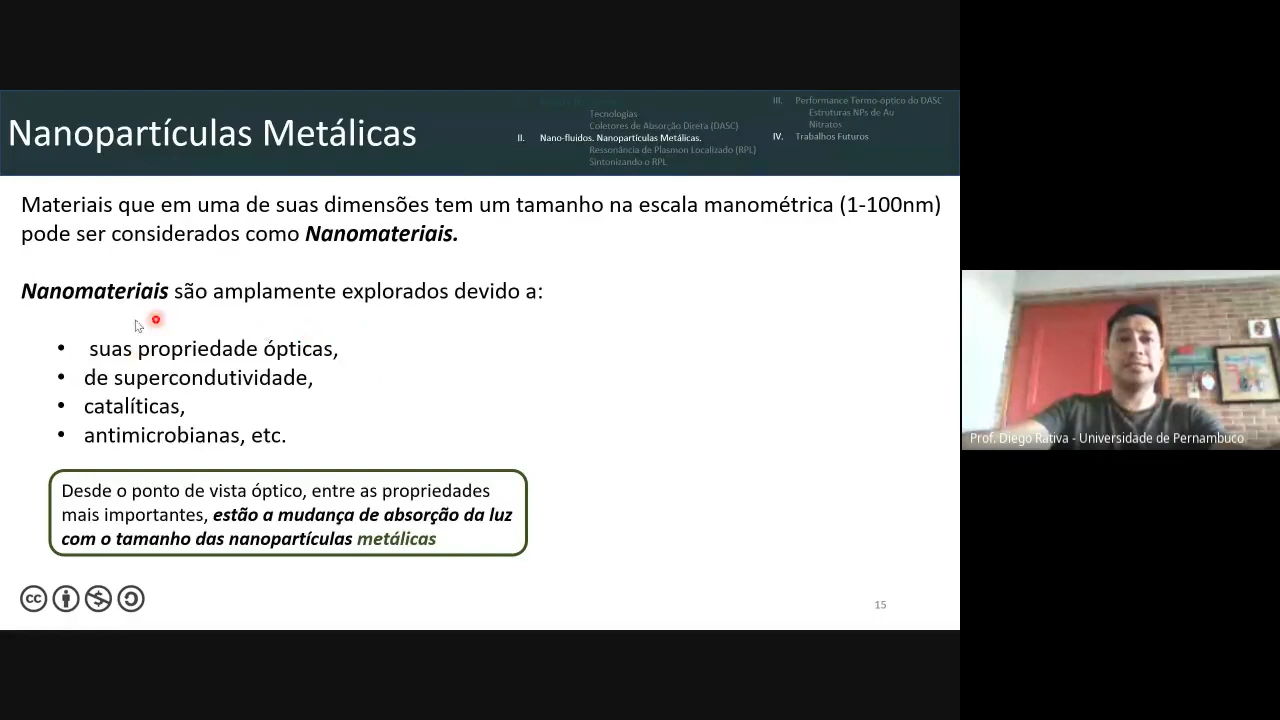 Nanopartículas Metálicas
Tecnologias
Coletores de Absorção Direta (DASC)
II. Nano-fluidos. Nanopartículas Metálicas.
Ressonância de Plasmon Localizado (RPL)
Sintonizando o RPL
III. Performance Termo-óptico do DASC
Estruturas NPs de Au
Nitratos
IV. Trabalhos Futuros
Materiais que em uma de suas dimensões tem um tamanho na escala manométrica (1-100nm)
pode ser considerados como Nanomateriais.
Nanomateriais são amplamente explorados devido a:
• suas propriedade ópticas,
• de supercondutividade,
• catalíticas,
• antimicrobianas, etc.
Desde o ponto de vista óptico, entre as propriedades
mais importantes, estão a mudança de absorção da luz
com o tamanho das nanopartículas metálicas
cc
15
Prof. Diego Rativa - Universidade de Pernambuco